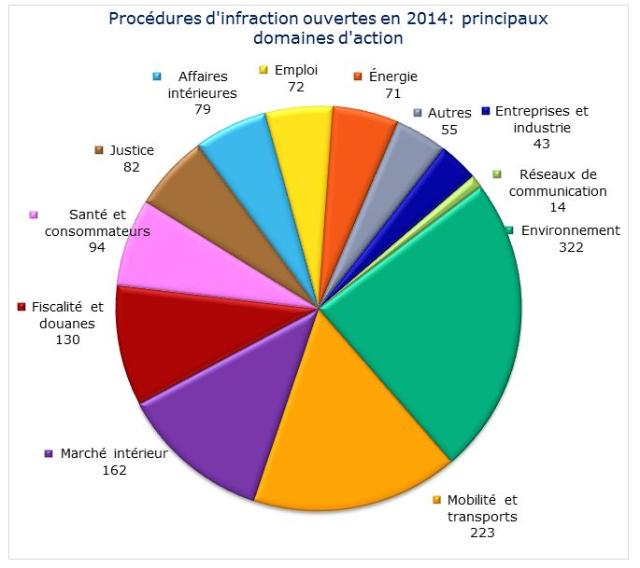 Procédures d'infraction ouvertes en 2014: principaux
domaines d'action
Affaires
intérieures
79
Emploi
72
Énergie
71
Autres
55
Entreprises et
industrie
43
Réseaux de
communication
14
Environnement
322
Mobilité et
transports
223
Marché intérieur
162
Fiscalité et
douanes
130
Santé et
consommateurs
94
Justice
82